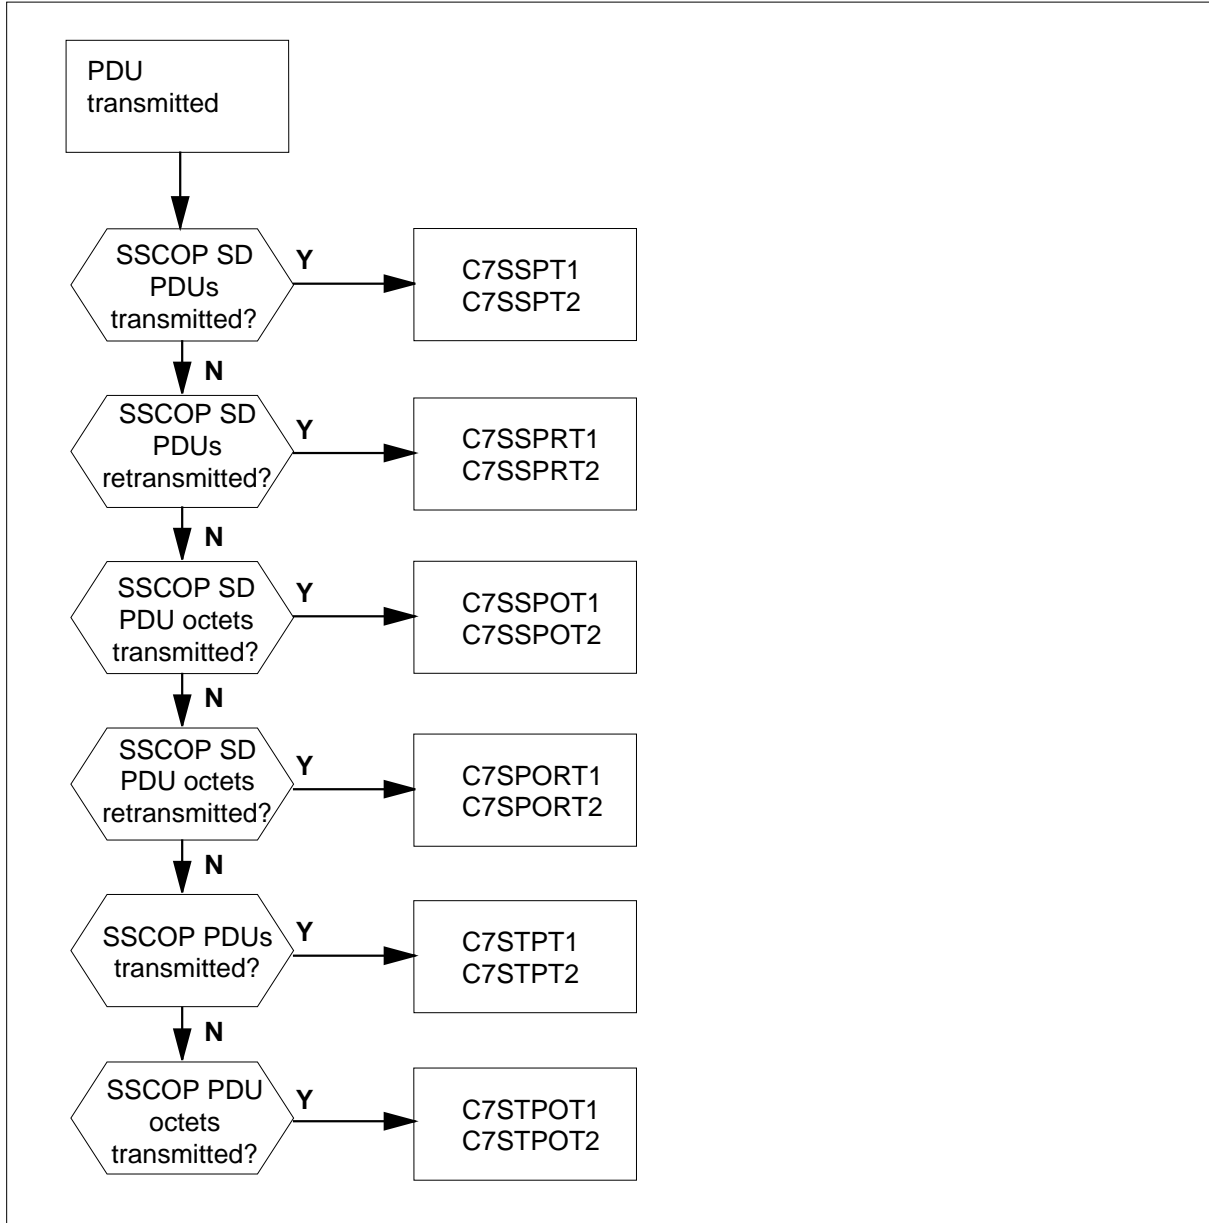 PDU
transmitted
SSCOP SD
PDUs
transmitted?
Y
C7SSPT1
C7SSPT2
N
SSCOP SD
PDUs
retransmitted?
Y
C7SSPRT1
C7SSPRT2
N
SSCOP SD
PDU octets
transmitted?
Y
C7SSPOT1
C7SSPOT2
N
SSCOP SD
PDU octets
retransmitted?
Y
C7SPORT1
C7SPORT2
N
SSCOP PDUs
transmitted?
Y
C7STPT1
C7STPT2
N
SSCOP PDU
octets
transmitted?
Y
C7STPOT1
C7STPOT2